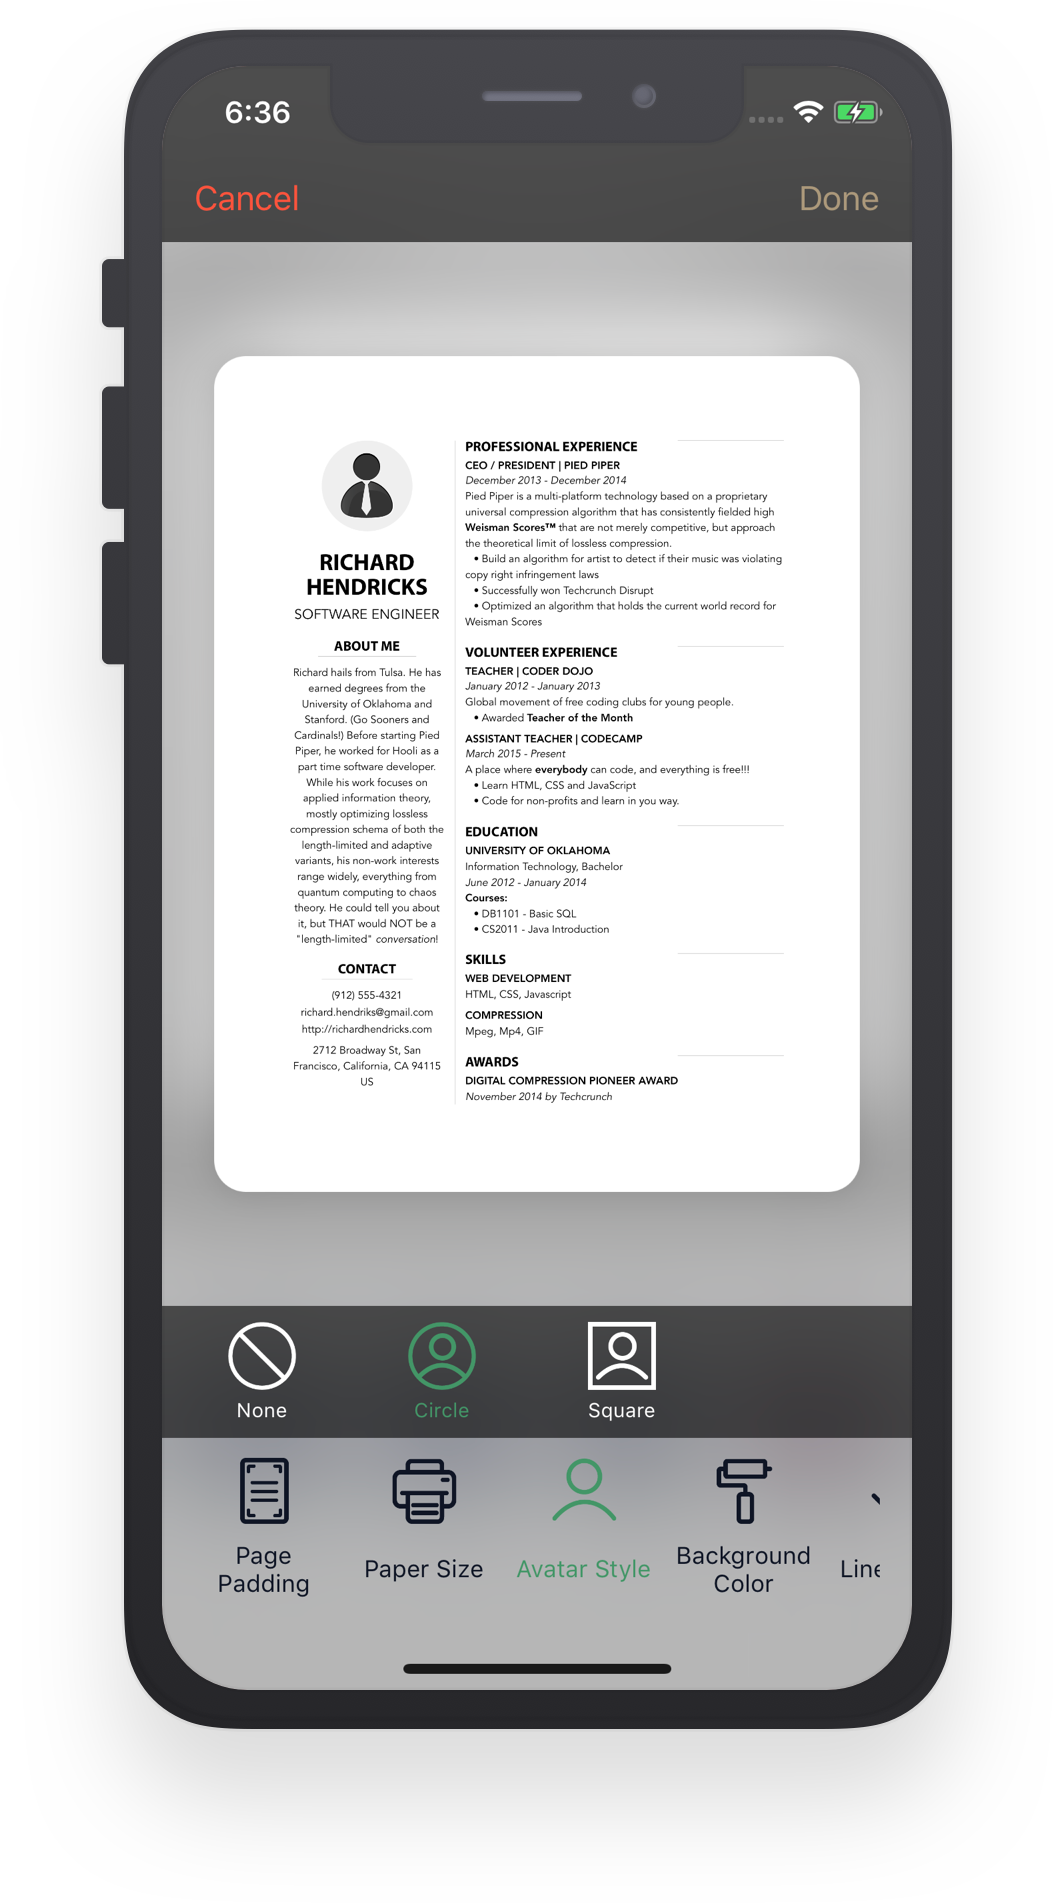 6:36
Cancel
Done
RICHARD
HENDRICKS
SOFTWARE ENGINEER
ABOUT ME
Richard hails from Tulsa. He has
earned degrees from the
University of Oklahoma and
Stanford. (Go Sooners and
Cardinals!) Before starting Pied
Piper, he worked for Hooli as a
part time software developer.
While his work focuses on
applied information theory,
mostly optimizing lossless
compression schema of both the
length-limited and adaptive
variants, his non-work interests
range widely, everything from
quantum computing to chaos
theory. He could tell you about
it, but THAT would NOT be a
"length-limited" conversation!
CONTACT
(912) 555-4321
richard.hendriks@gmail.com
http://richardhendricks.com
2712 Broadway St, San
Francisco, California, CA 94115
US
PROFESSIONAL EXPERIENCE
CEO / PRESIDENT | PIED PIPER
December 2013 - December 2014
Pied Piper is a multi-platform technology based on a proprietary
universal compression algorithm that has consistently fielded high
Weisman Scores™ that are not merely competitive, but approach
the theoretical limit of lossless compression.
• Build an algorithm for artist to detect if their music was violating
copy right infringement laws
• Successfully won Techcrunch Disrupt
• Optimized an algorithm that holds the current world record for
Weisman Scores
VOLUNTEER EXPERIENCE
TEACHER | CODER DOJO
January 2012 - January 2013
Global movement of free coding clubs for young people.
• Awarded Teacher of the Month
ASSISTANT TEACHER | CODECAMP
March 2015 - Present
A place where everybody can code, and everything is free!!!
• Learn HTML, CSS and JavaScript
• Code for non-profits and learn in you way.
EDUCATION
UNIVERSITY OF OKLAHOMA
Information Technology, Bachelor
June 2012 - January 2014
Courses:
• DB1101 - Basic SQL
• CS2011 - Java Introduction
SKILLS
WEB DEVELOPMENT
HTML, CSS, Javascript
COMPRESSION
Mpeg, Mp4, GIF
AWARDS
DIGITAL COMPRESSION PIONEER AWARD
November 2014 by Techcrunch
None
Circle
Square
Page
Padding
Paper Size
Avatar Style
Background
Color
Line